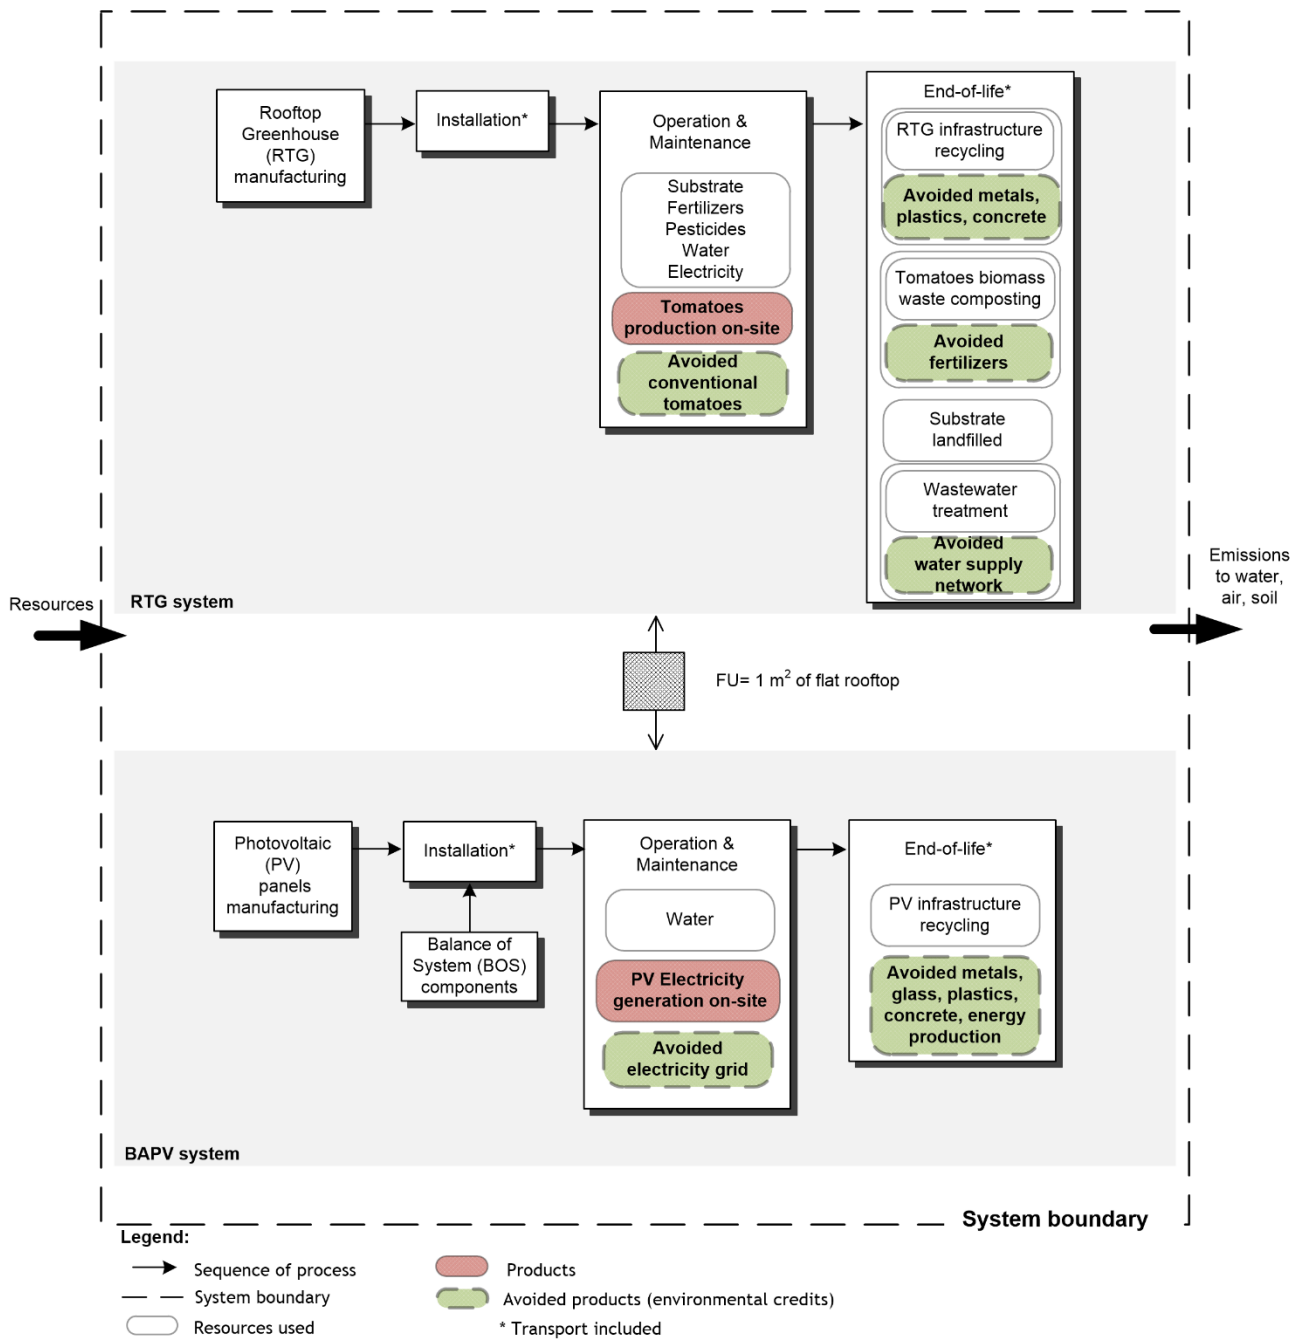 Rooftop
Greenhouse
(RTG)
manufacturing
Installation*
Operation &
Maintenance
Substrate
Fertilizers
Pesticides
Water
Electricity
Tomatoes
production on-site
Avoided
conventional
tomatoes
End-of-life*
RTG infrastructure
recycling
Avoided metals,
plastics, concrete
Tomatoes biomass
waste composting
Avoided
fertilizers
Substrate
landfilled
Wastewater
treatment
Avoided
water supply
network
RTG system
Resources
Emissions
to water,
air, soil
FU= 1 m² of flat rooftop
Photovoltaic
(PV)
panels
manufacturing
Installation*
Balance of
System (BOS)
components
Operation &
Maintenance
Water
PV Electricity
generation on-site
Avoided
electricity grid
End-of-life*
PV infrastructure
recycling
Avoided metals,
glass, plastics,
concrete, energy
production
BAPV system
System boundary
Legend:
Sequence of process
System boundary
Resources used
Products
Avoided products (environmental credits)
* Transport included